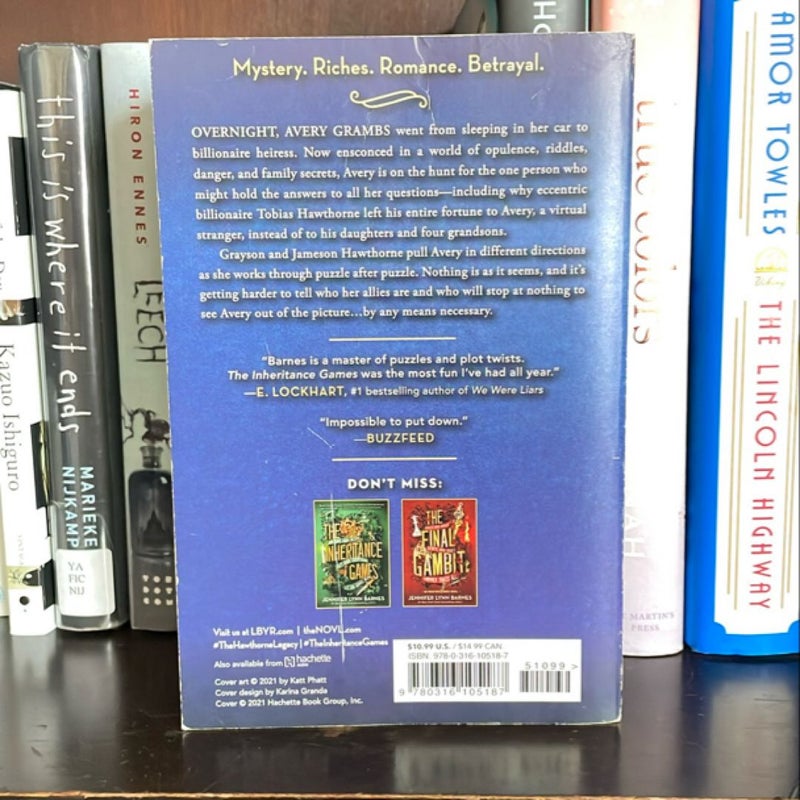 Mystery. Riches. Romance. Betrayal.
OVERNIGHT, AVERY GRAMBS went from sleeping in her car to
billionaire heiress. Now ensconced in a world of opulence, riddles,
danger, and family secrets, Avery is on the hunt for the one person who
might hold the answers to all her questions—including why eccentric
billionaire Tobias Hawthorne left his entire fortune to Avery, a virtual
stranger, instead of to his daughters and four grandsons.
Grayson and Jameson Hawthorne pull Avery in different directions
as she works through puzzle after puzzle. Nothing is as it seems, and it's
getting harder to tell who her allies are and who will stop at nothing to
see Avery out of the picture...by any means necessary.
"Barnes is a master of puzzles and plot twists.
The Inheritance Games was the most fun I've had all year."
—E. LOCKHART, #1 bestselling author of We Were Liars
"Impossible to put down."
—BUZZFEED
DON'T MISS:
THE
INHERITANCE
GAMES
JENNIFER LYNN BARNES
THE
FINAL
GAMBIT
JENNIFER LYNN BARNES
Visit us at LBYR.com | theNOVL.com
#TheHawthorneLegacy | #TheInheritanceGames
Also available from hachette
audio
Cover art © 2021 by Katt Phatt
Cover design by Karina Granda
Cover © 2021 Hachette Book Group, Inc.
$10.99 U.S. / $14.99 CAN
ISBN 978-0-316-10518-7
51099>
9 780316 105187
Kazuo Ishiguro
this is where it ends
MARIEKE
NIJKAMP
YA
FIC
NIJ
HIRON ENNES
LEECH
true colors
AH
MARTIN'S
PRESS
AMOR TOWLES
Viking
THE LINCOLN HIGHWAY